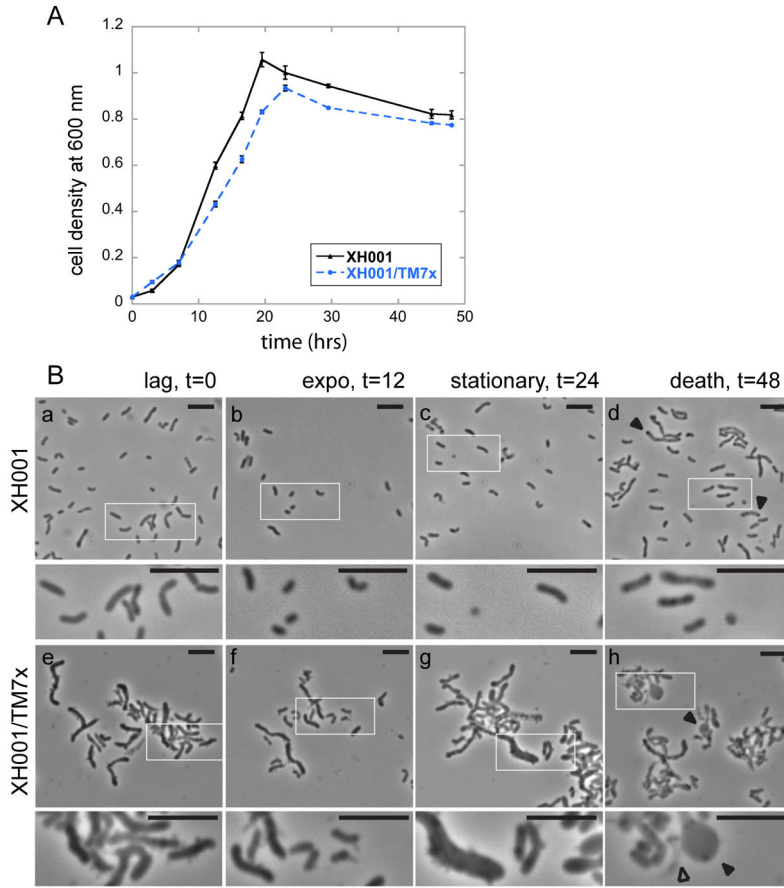 A
1.2
1
0.8
0.6
0.4
0.2
0
cell density at 600 nm
XH001
XH001/TM7x
0 10 20 30 40 50
time (hrs)
B
lag, t=0 expo, t=12 stationary, t=24 death, t=48
XH001
a b c d
XH001/TM7x
e f g h